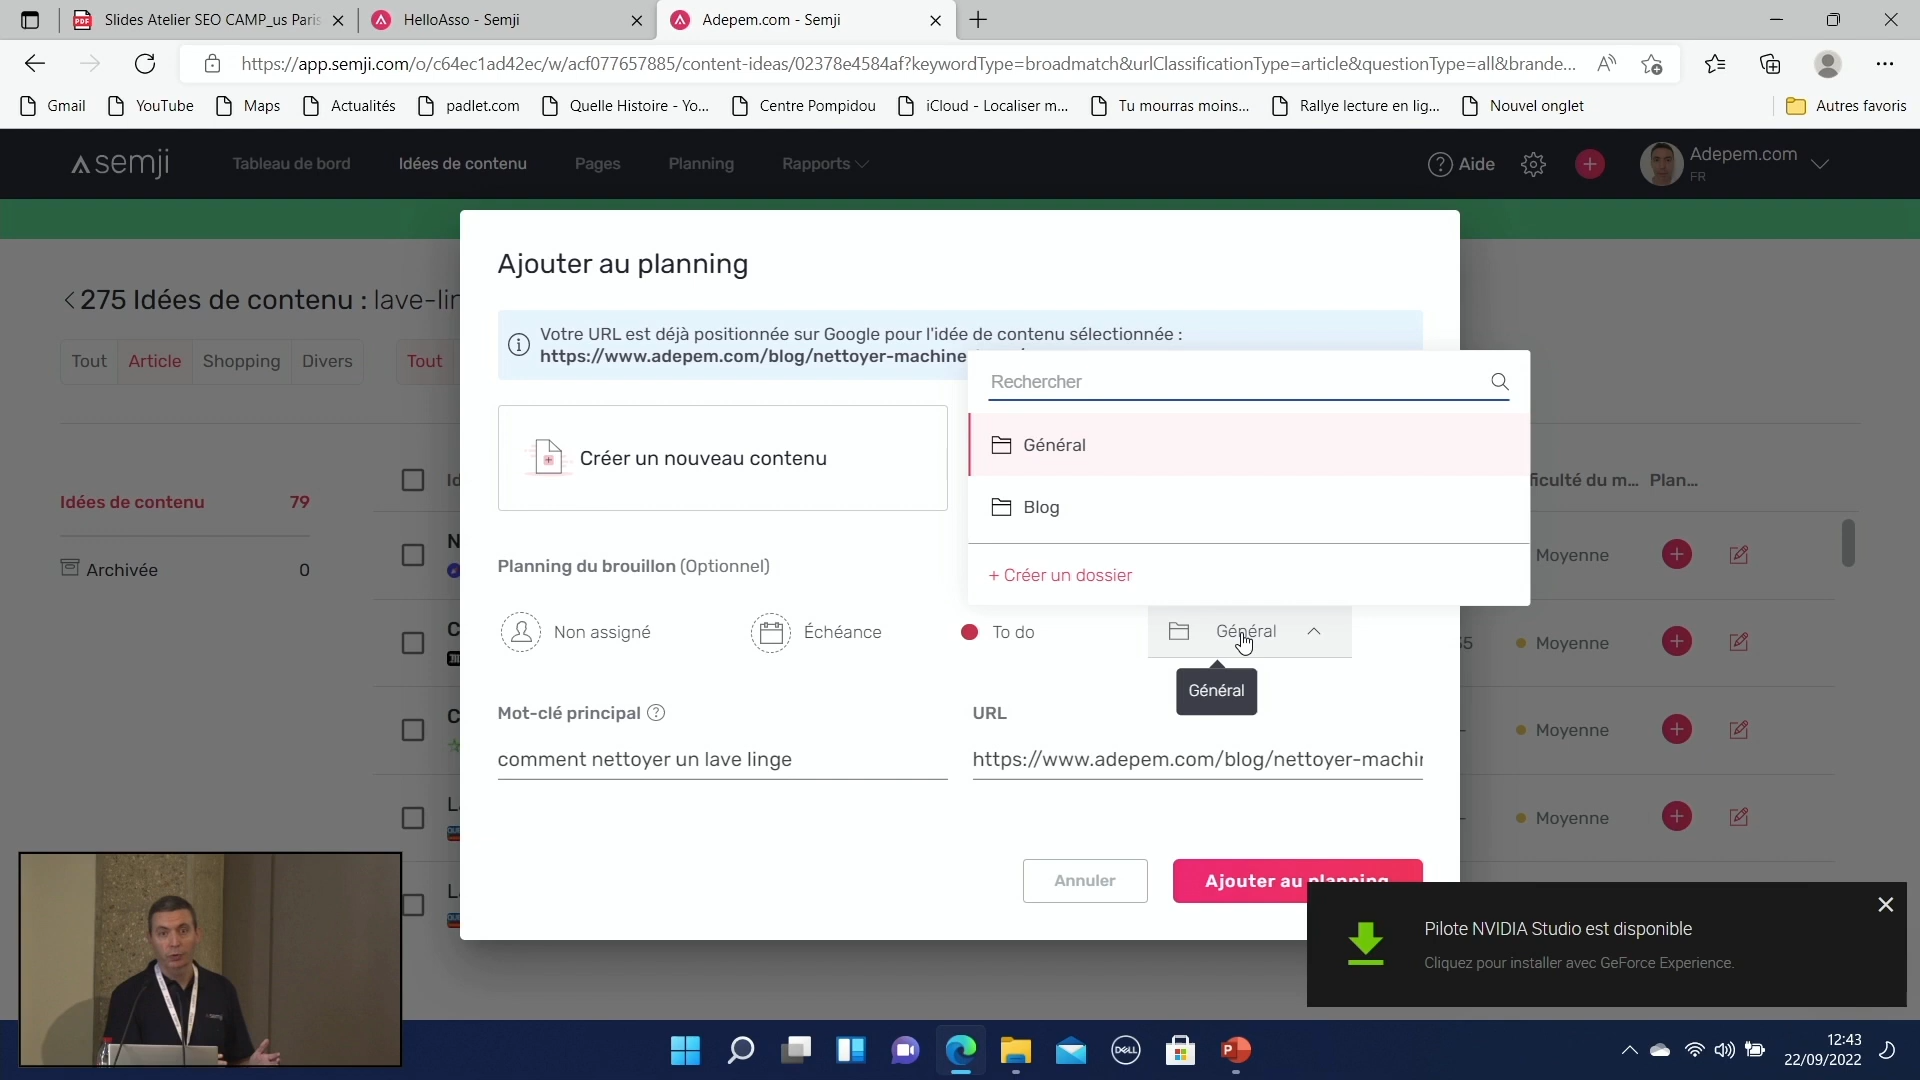 Slides Atelier SEO CAMP_us Paris
HelloAsso - Semji
Adepem.com - Semji
https://app.semji.com/o/c64ec1ad42ec/w/acf077657885/content-ideas/02378e4584af?keywordType=broadmatch&urlClassificationType=article&questionType=all&brande...
Gmail
YouTube
Maps
Actualités
padlet.com
Quelle Histoire - Yo...
Centre Pompidou
iCloud - Localiser m...
Tu mourras moins...
Rallye lecture en lig...
Nouvel onglet
Autres favoris
semji
Tableau de bord
Idées de contenu
Pages
Planning
Rapports
Aide
Adepem.com
FR
275 Idées de contenu : lave-lin
Tout
Article
Shopping
Divers
Tout
Idées de contenu
79
Archivée
0
Ajouter au planning
Votre URL est déjà positionnée sur Google pour l'idée de contenu sélectionnée :
https://www.adepem.com/blog/nettoyer-machine
Créer un nouveau contenu
Rechercher
Général
Blog
+ Créer un dossier
Planning du brouillon (Optionnel)
Non assigné
Échéance
To do
Général
Général
Mot-clé principal
comment nettoyer un lave linge
URL
https://www.adepem.com/blog/nettoyer-machir
Annuler
Ajouter au planning
ficulté du m...
Plan...
Moyenne
Moyenne
Moyenne
Moyenne
Pilote NVIDIA Studio est disponible
Cliquez pour installer avec GeForce Experience.
DELL
12:43
22/09/2022